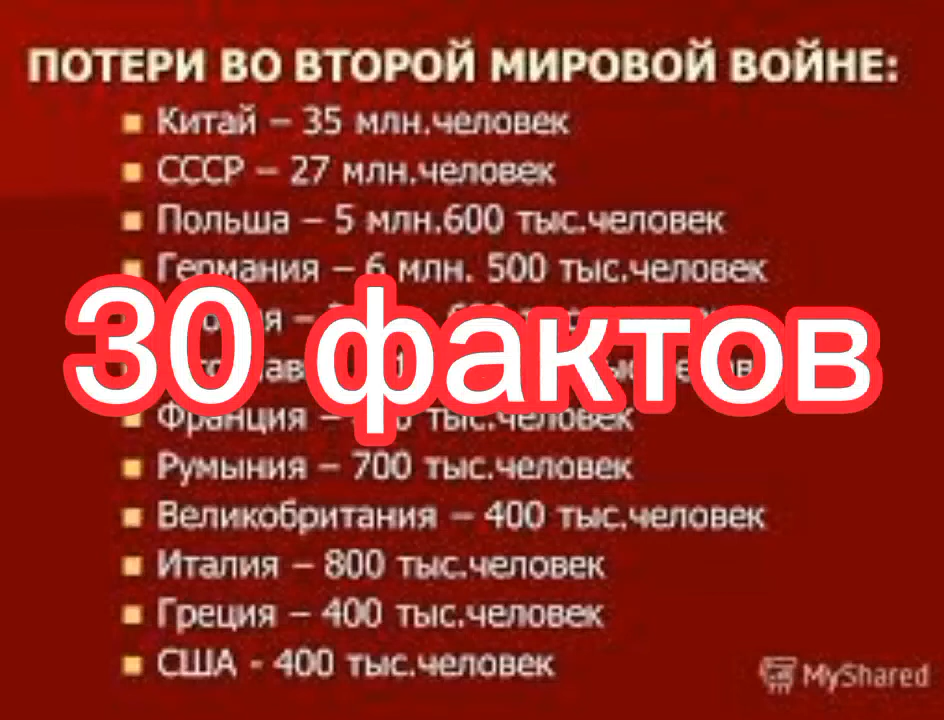 ПОТЕРИ ВО ВТОРОЙ МИРОВОЙ ВОЙНЕ:
Китай – 35 млн.человек
СССР – 27 млн.человек
Польша – 5 млн.600 тыс.человек
Германия – 6 млн. 500 тыс.человек
30 фактов
Франция – тыс.человек
Румыния – 700 тыс.человек
Великобритания – 400 тыс.человек
Италия – 800 тыс.человек
Греция – 400 тыс.человек
США - 400 тыс.человек
MyShared